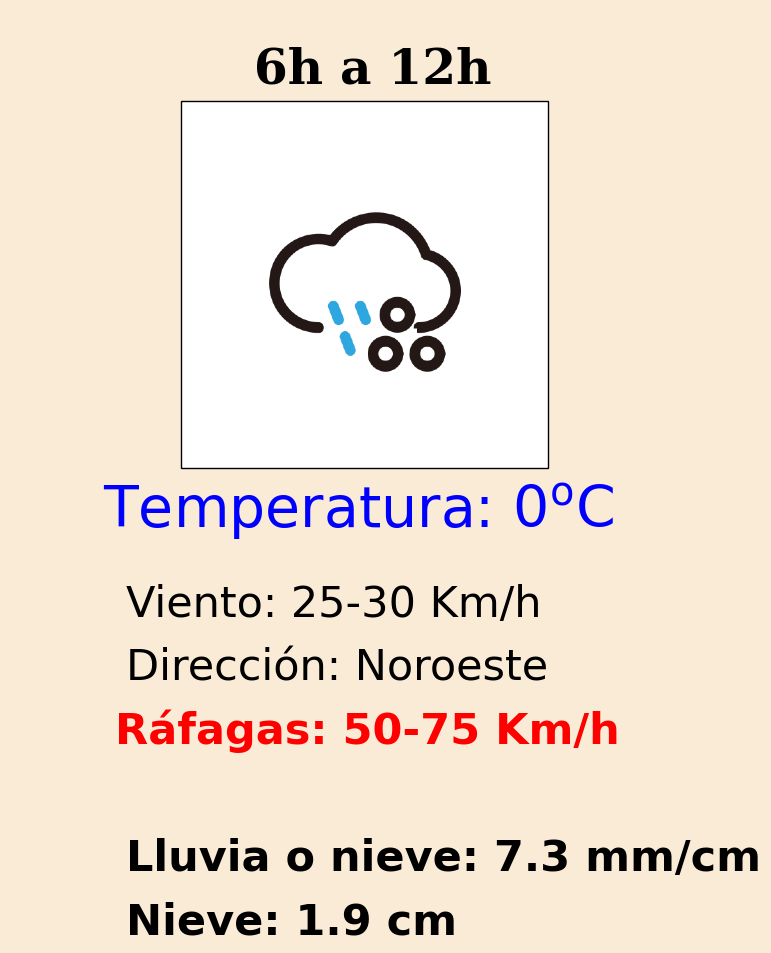 6h a 12h
Temperatura: 0ºC
Viento: 25-30 Km/h
Dirección: Noroeste
Ráfagas: 50-75 Km/h
Lluvia o nieve: 7.3 mm/cm
Nieve: 1.9 cm